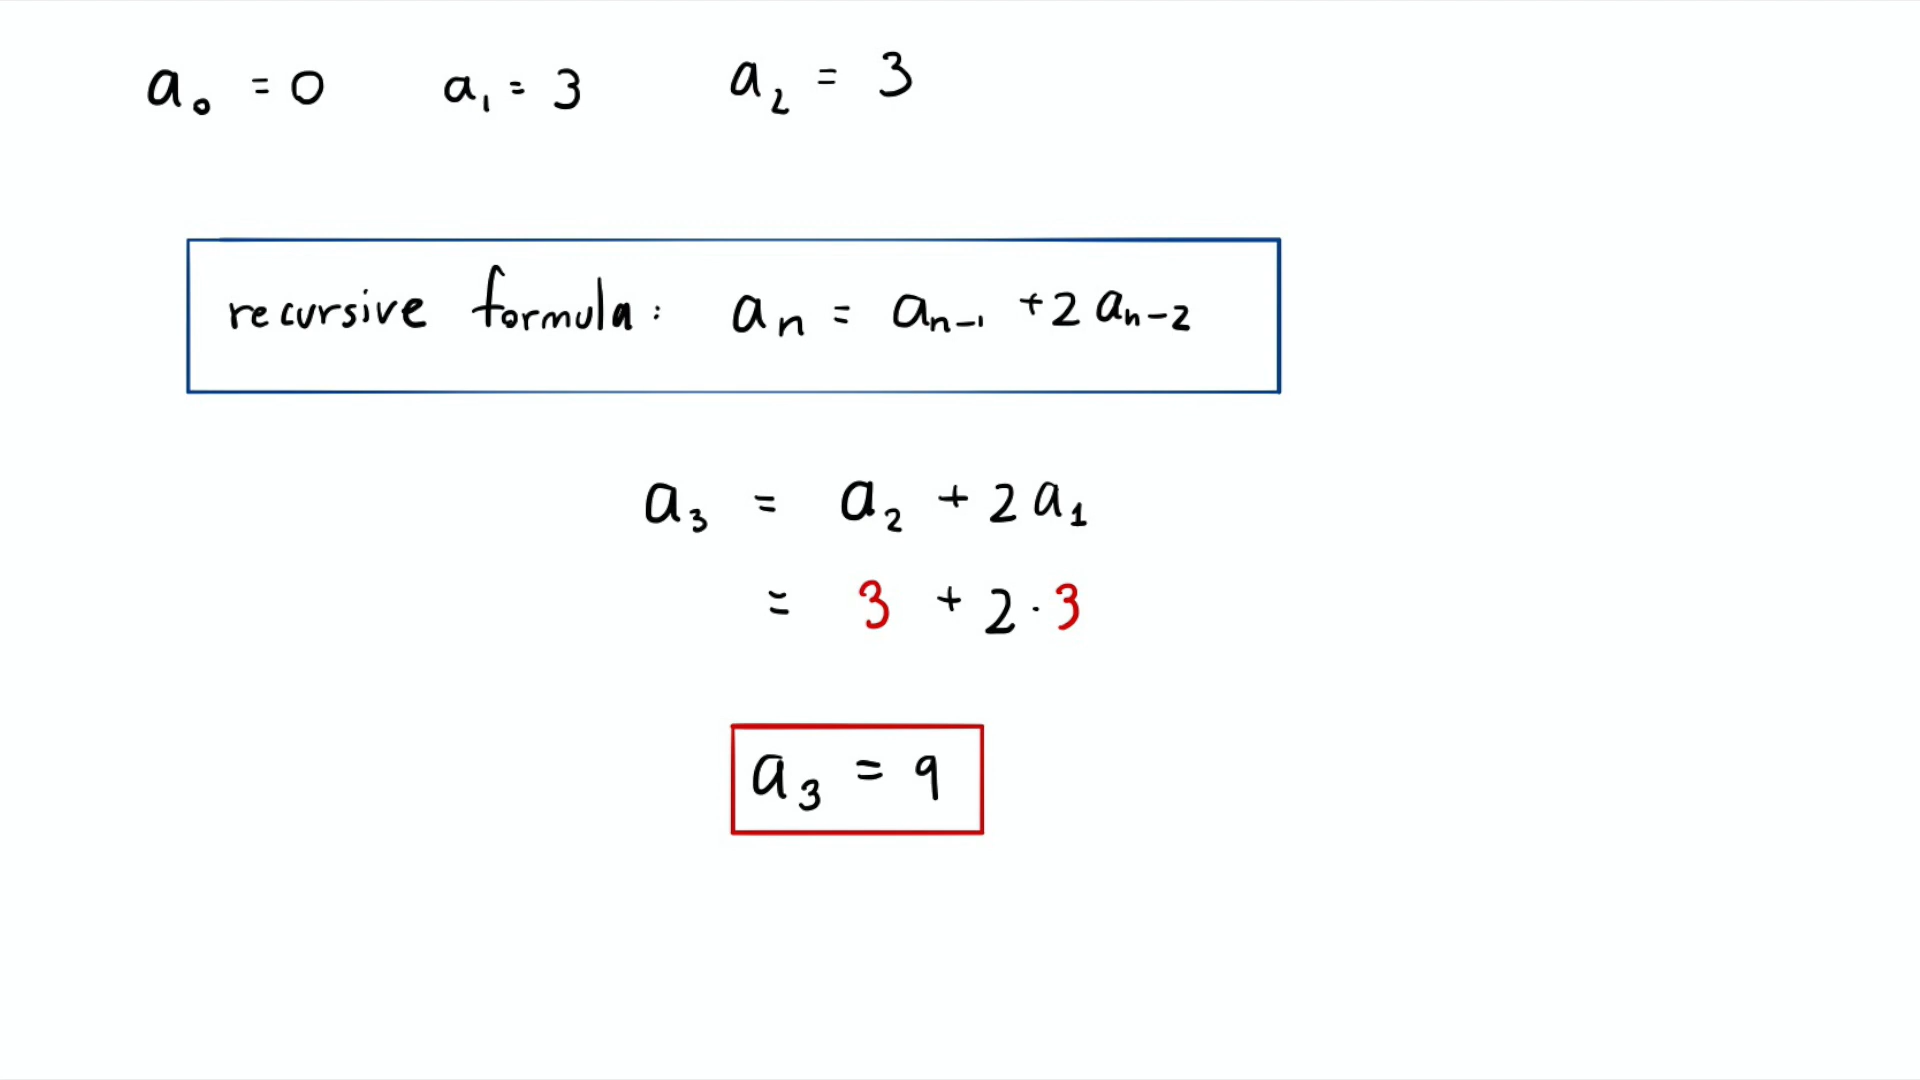 a₀ = 0 a₁ = 3 a₂ = 3
recursive formula: aₙ = aₙ₋₁ + 2aₙ₋₂
a₃ = a₂ + 2a₁
= 3 + 2 · 3
a₃ = 9